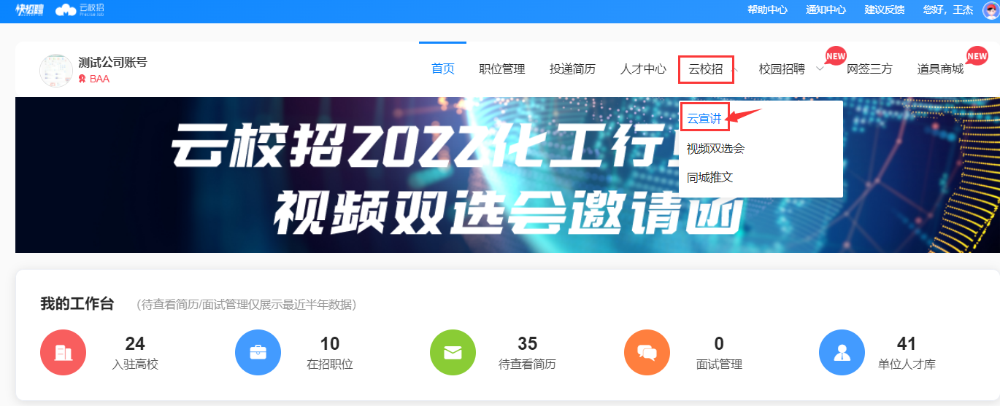 快招聘 云校招 帮助中心 通知中心 建议反馈 您好，王杰
Precise Job
测试公司账号
BAA
首页 职位管理 投递简历 人才中心 云校招 校园招聘 NEW 网签三方 道具商城 NEW
云宣讲
视频双选会
同城推文
云校招2022化工行
视频双选会邀请函
我的工作台 （待查看简历/面试管理仅展示最近半年数据）
24 10 35 0 41
入驻高校 在招职位 待查看简历 面试管理 单位人才库